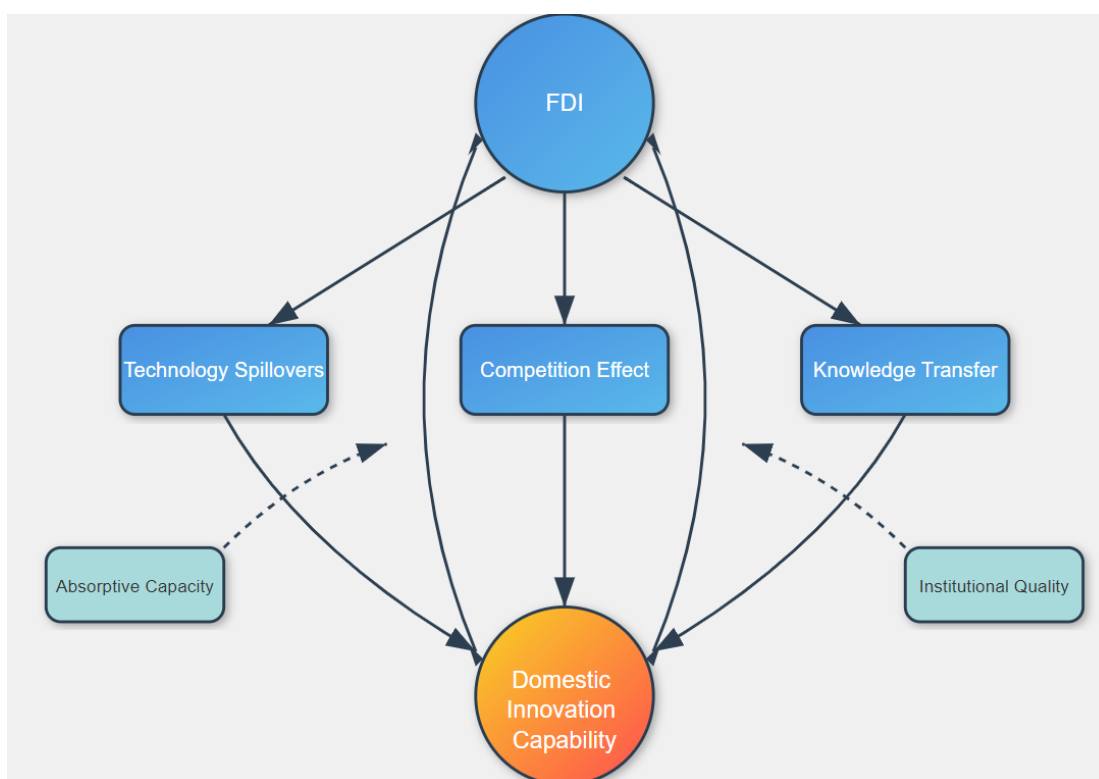 FDI
Technology Spillovers
Competition Effect
Knowledge Transfer
Absorptive Capacity
Institutional Quality
Domestic
Innovation
Capability